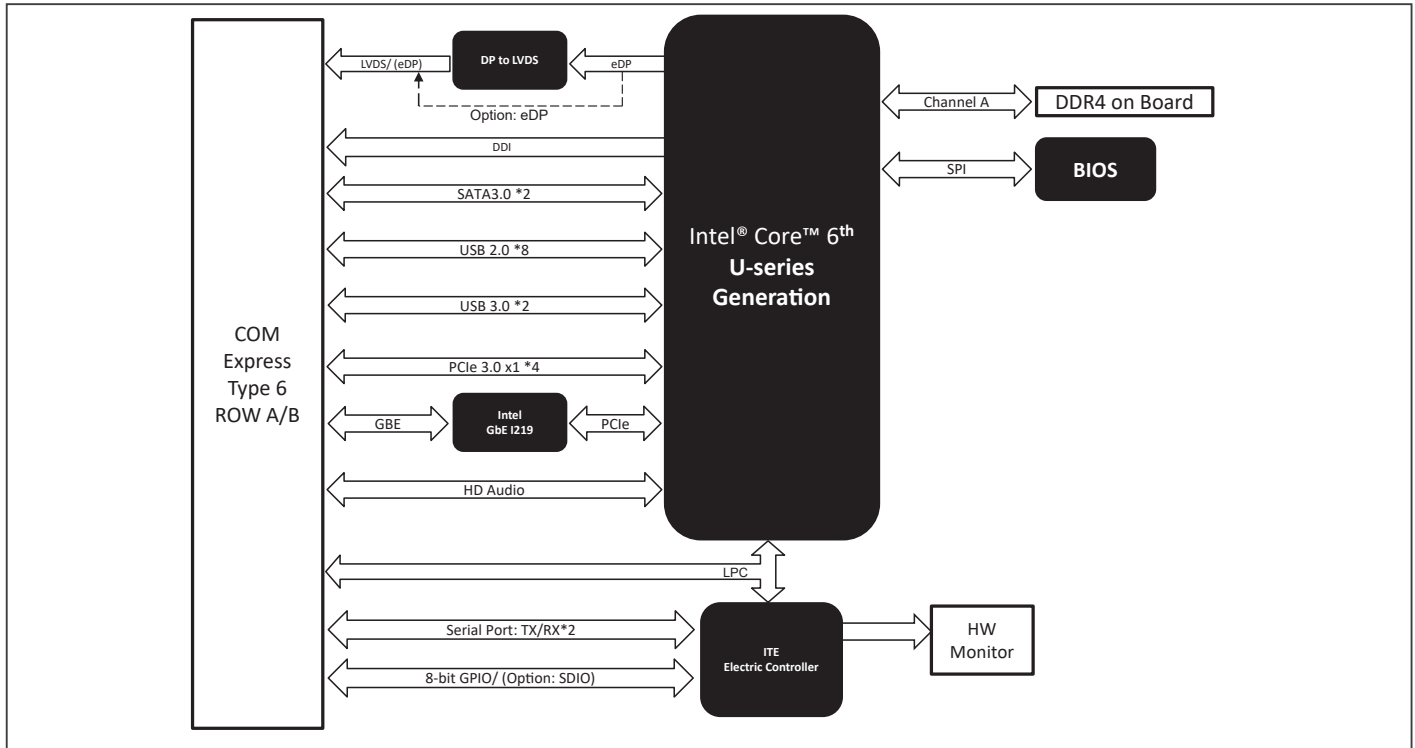 LVDS/ (eDP)
DP to LVDS
eDP
Option: eDP
DDI
SATA3.0 *2
USB 2.0 *8
USB 3.0 *2
PCIe 3.0 x1 *4
GBE
Intel
GbE I219
PCIe
HD Audio
LPC
Serial Port: TX/RX*2
8-bit GPIO/ (Option: SDIO)
COM
Express
Type 6
ROW A/B
Intel® Core™ 6th
U-series
Generation
Channel A
DDR4 on Board
SPI
BIOS
ITE
Electric Controller
HW
Monitor